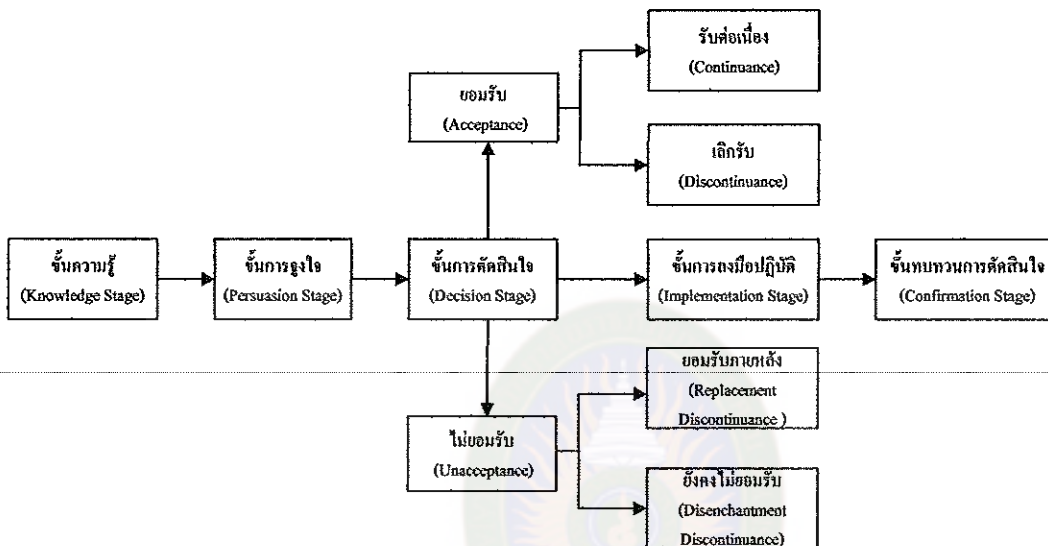 รับต่อเนื่อง
(Continuance)
ยอมรับ
(Acceptance)
เลิกรับ
(Discontinuance)
ขั้นความรู้
(Knowledge Stage)
ขั้นการจูงใจ
(Persuasion Stage)
ขั้นการตัดสินใจ
(Decision Stage)
ขั้นการลงมือปฏิบัติ
(Implementation Stage)
ขั้นทบทวนการตัดสินใจ
(Confirmation Stage)
ยอมรับภายหลัง
(Replacement
Discontinuance )
ไม่ยอมรับ
(Unacceptance)
ยังคงไม่ยอมรับ
(Disenchantment
Discontinuance)